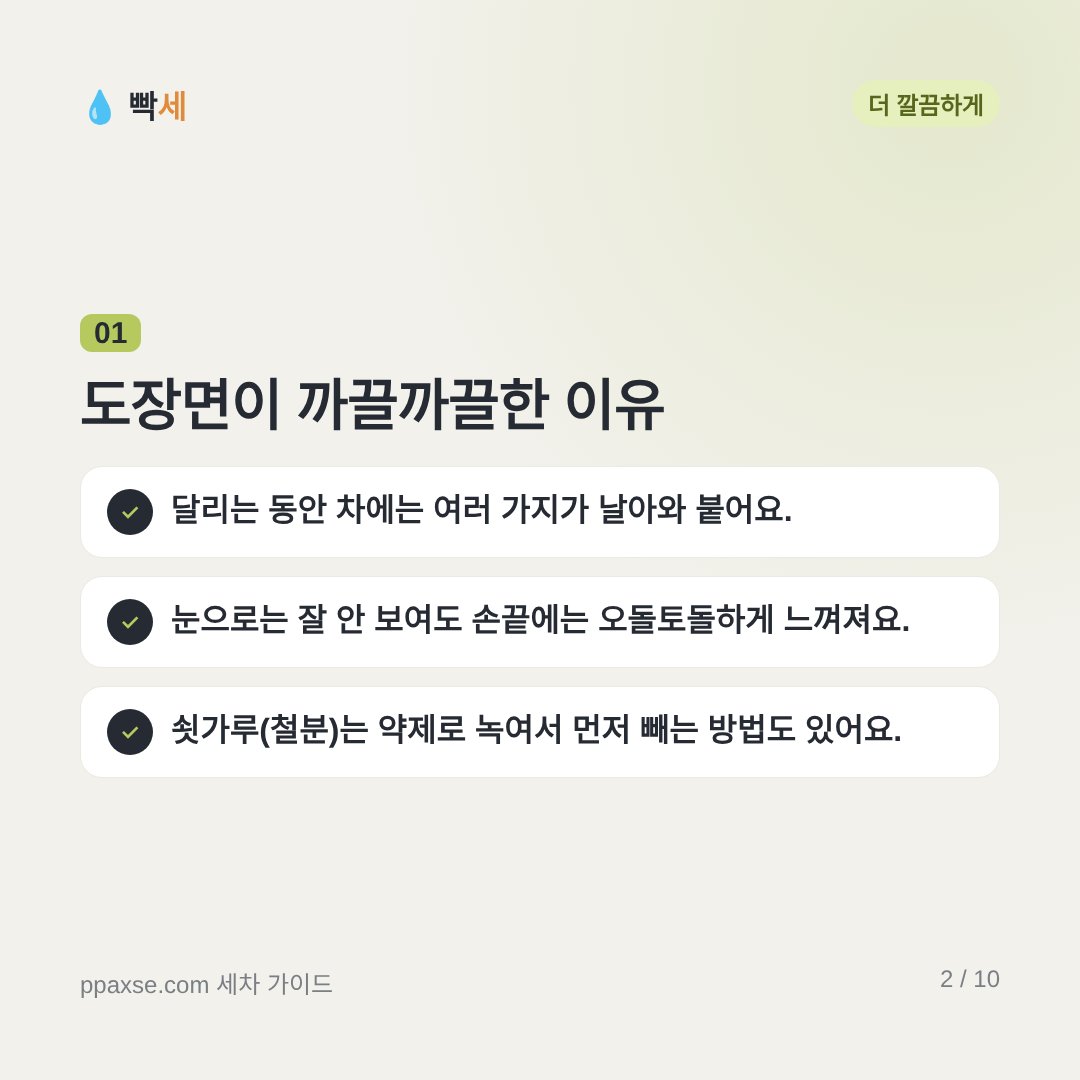 빡세
더 깔끔하게
01
도장면이 까끌까끌한 이유
달리는 동안 차에는 여러 가지가 날아와 붙어요.
눈으로는 잘 안 보여도 손끝에는 오돌토돌하게 느껴져요.
쇳가루(철분)는 약제로 녹여서 먼저 빼는 방법도 있어요.
ppaxse.com 세차 가이드
2 / 10